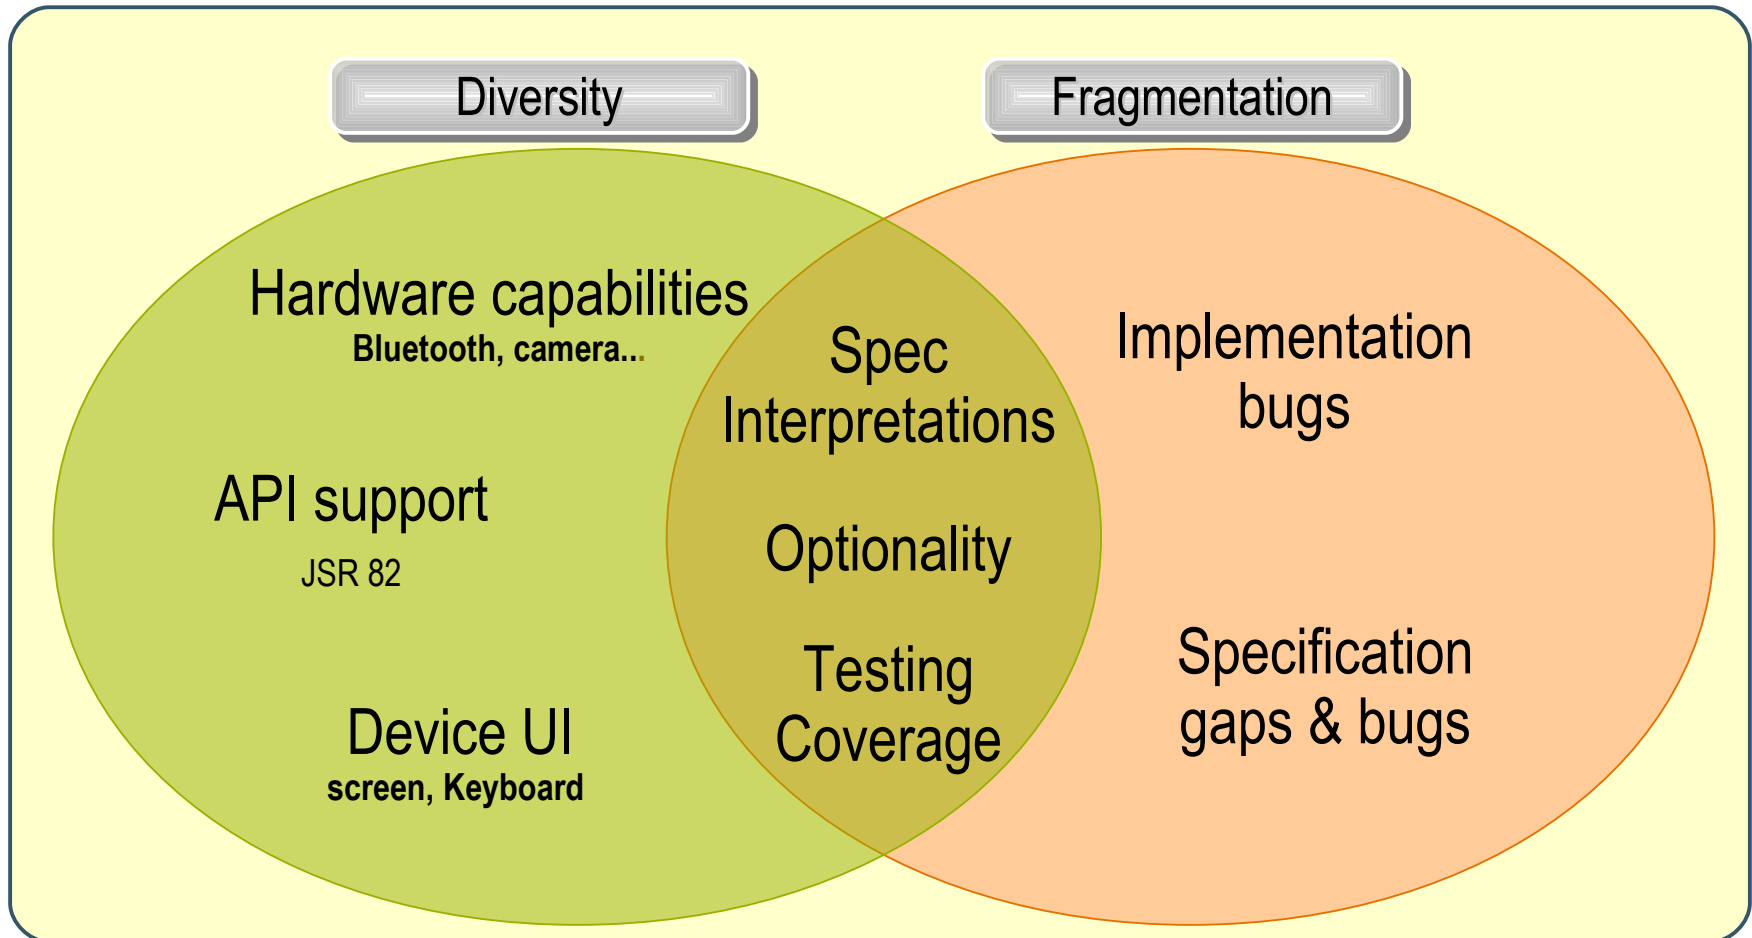 Diversity
Fragmentation
Hardware capabilities
Bluetooth, camera...
API support
JSR 82
Device UI
screen, Keyboard
Spec
Interpretations
Optionality
Testing
Coverage
Implementation
bugs
Specification
gaps & bugs